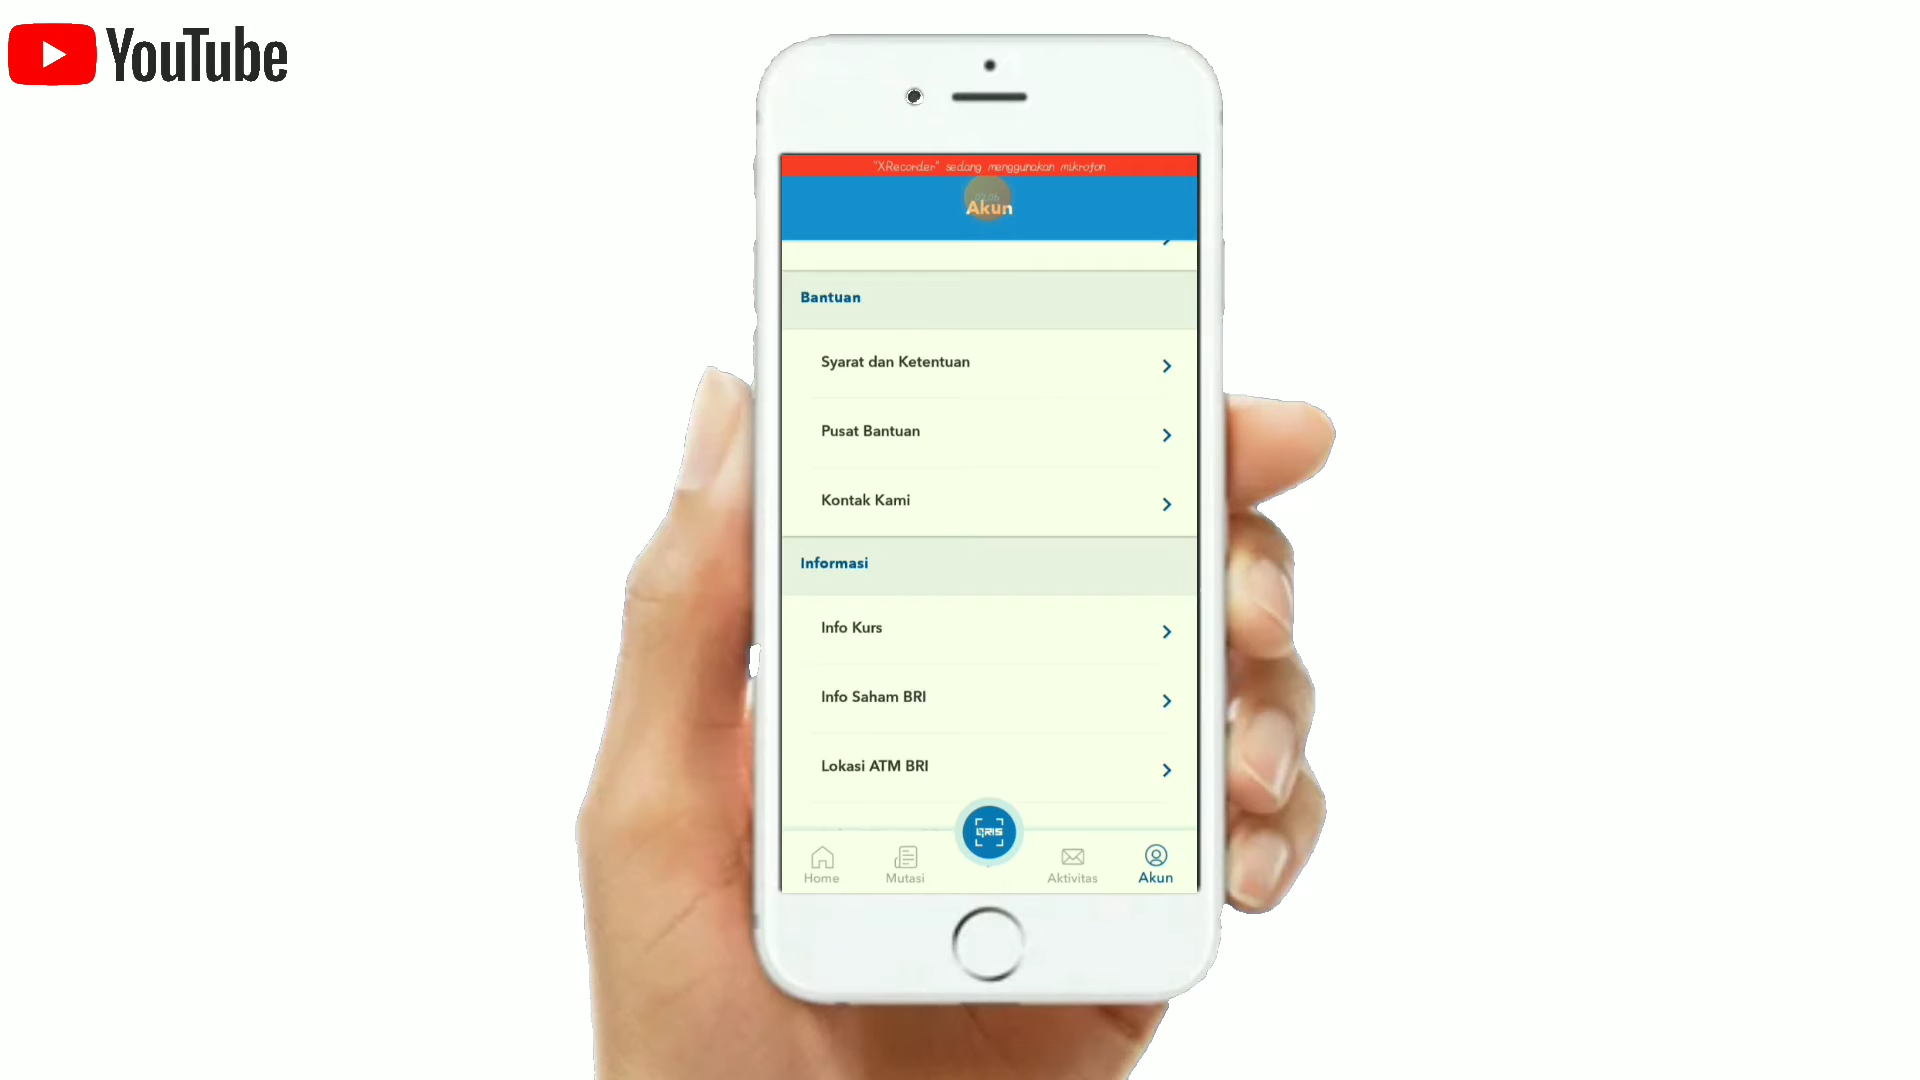 YouTube
"XRecorder" sedang menggunakan mikrofon
Akun
Bantuan
Syarat dan Ketentuan
Pusat Bantuan
Kontak Kami
Informasi
Info Kurs
Info Saham BRI
Lokasi ATM BRI
QRIS
Home
Mutasi
Aktivitas
Akun